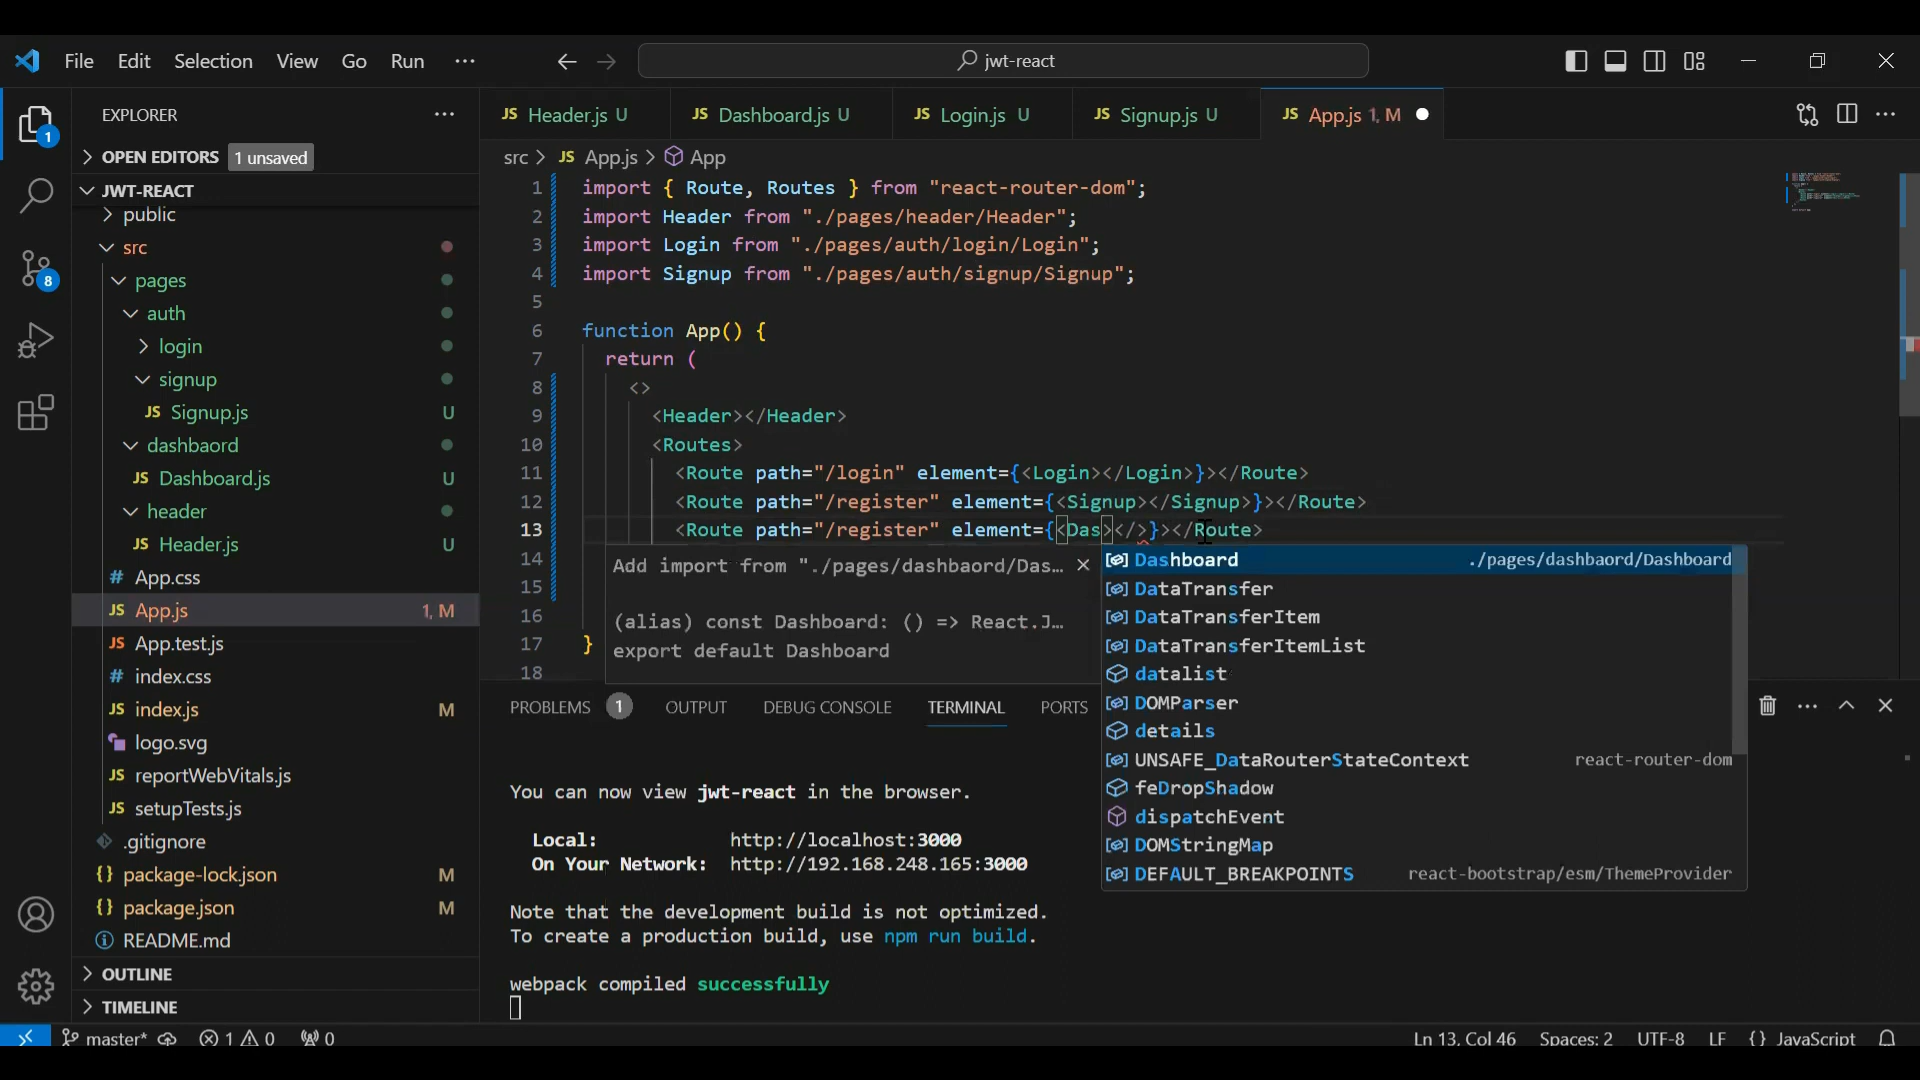 File Edit Selection View Go Run ···
jwt-react
EXPLORER
OPEN EDITORS 1 unsaved
JWT-REACT
public
src
pages
auth
login
signup
JS Signup.js U
dashbaord
JS Dashboard.js U
header
JS Header.js U
# App.css
JS App.js 1, M
JS App.test.js
# index.css
JS index.js M
logo.svg
JS reportWebVitals.js
JS setupTests.js
.gitignore
{} package-lock.json M
{} package.json M
README.md
OUTLINE
TIMELINE
1
8
JS Header.js U JS Dashboard.js U JS Login.js U JS Signup.js U JS App.js 1, M
src > JS App.js > App
1 import { Route, Routes } from "react-router-dom";
2 import Header from "./pages/header/Header";
3 import Login from "./pages/auth/login/Login";
4 import Signup from "./pages/auth/signup/Signup";
5
6 function App() {
7 return (
8 <>
9 <Header></Header>
10 <Routes>
11 <Route path="/login" element={<Login></Login>}></Route>
12 <Route path="/register" element={<Signup></Signup>}></Route>
13 <Route path="/register" element={<Das></>}></Route>
14
15
16
17 }
18
Add import from "./pages/dashbaord/Das…
(alias) const Dashboard: () => React.J…
export default Dashboard
Dashboard ./pages/dashbaord/Dashboard
DataTransfer
DataTransferItem
DataTransferItemList
datalist
DOMParser
details
UNSAFE_DataRouterStateContext react-router-dom
feDropShadow
dispatchEvent
DOMStringMap
DEFAULT_BREAKPOINTS react-bootstrap/esm/ThemeProvider
PROBLEMS 1 OUTPUT DEBUG CONSOLE TERMINAL PORTS
You can now view jwt-react in the browser.
Local: http://localhost:3000
On Your Network: http://192.168.248.165:3000
Note that the development build is not optimized.
To create a production build, use npm run build.
webpack compiled successfully
master* 1 0 0 Ln 13, Col 46 Spaces: 2 UTF-8 LF {} JavaScript